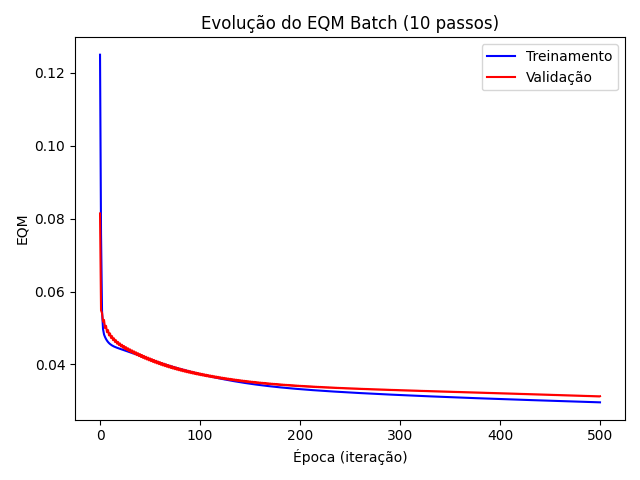 Evolução do EQM Batch (10 passos)
Treinamento
Validação
0.12
0.10
0.08
0.06
0.04
EQM
0
100
200
300
400
500
Época (iteração)